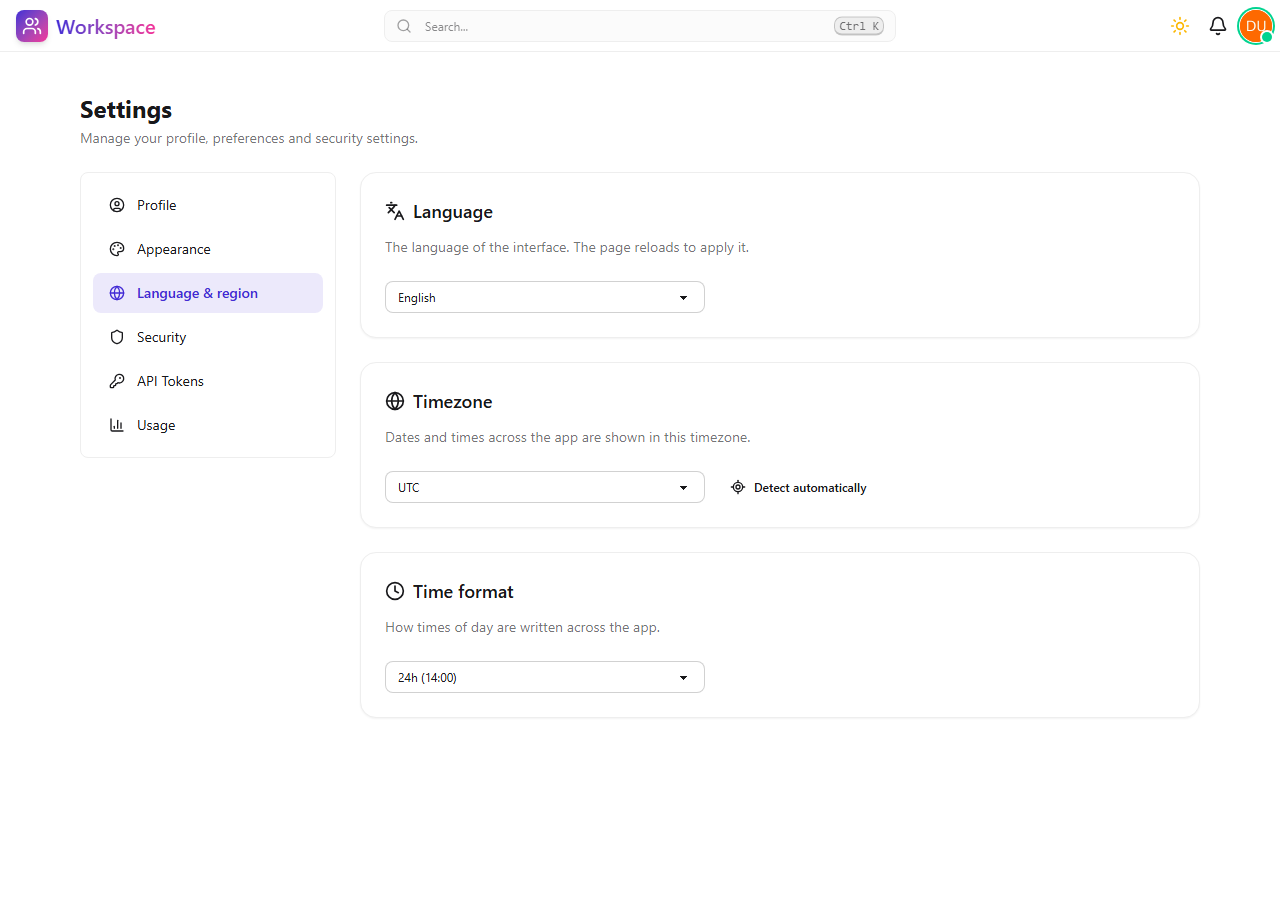 Workspace
Search...
Ctrl K
DU
Settings
Manage your profile, preferences and security settings.
Profile
Appearance
Language & region
Security
API Tokens
Usage
Language
The language of the interface. The page reloads to apply it.
English
Timezone
Dates and times across the app are shown in this timezone.
UTC
Detect automatically
Time format
How times of day are written across the app.
24h (14:00)